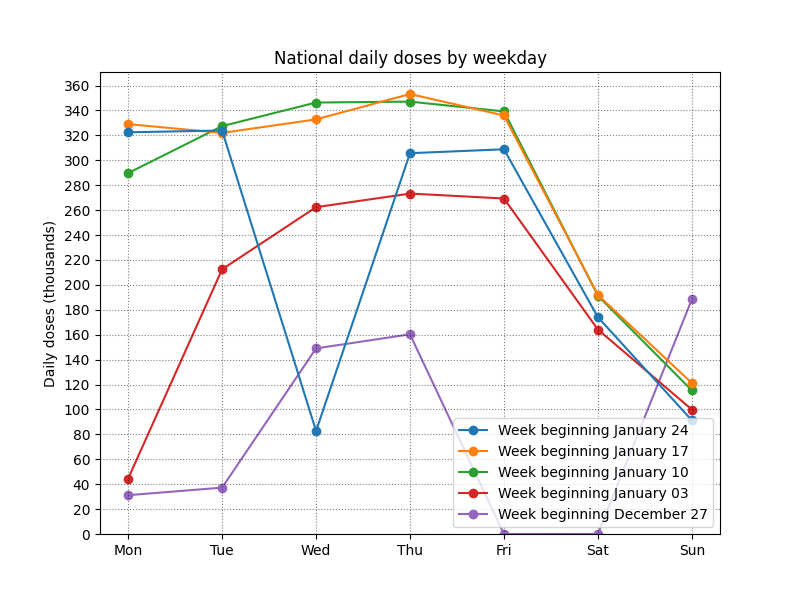 National daily doses by weekday
Daily doses (thousands)
360
340
320
300
280
260
240
220
200
180
160
140
120
100
80
60
40
20
0
Mon Tue Wed Thu Fri Sat Sun
Week beginning January 24
Week beginning January 17
Week beginning January 10
Week beginning January 03
Week beginning December 27